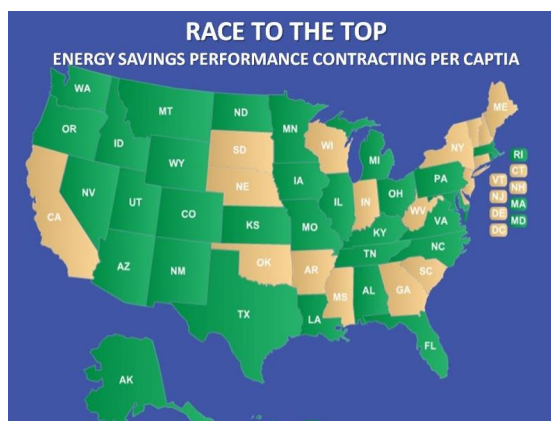 RACE TO THE TOP
ENERGY SAVINGS PERFORMANCE CONTRACTING PER CAPTIA
WA
MT
ND
MN
ME
OR
ID
SD
WI
NY
WY
MI
RI
CT
VT
NH
NJ
MA
DE
MD
DC
NE
IA
PA
NV
UT
IL
IN
OH
CA
CO
KS
MO
WV
VA
KY
NC
TN
AZ
NM
OK
AR
SC
MS
AL
GA
TX
LA
FL
AK